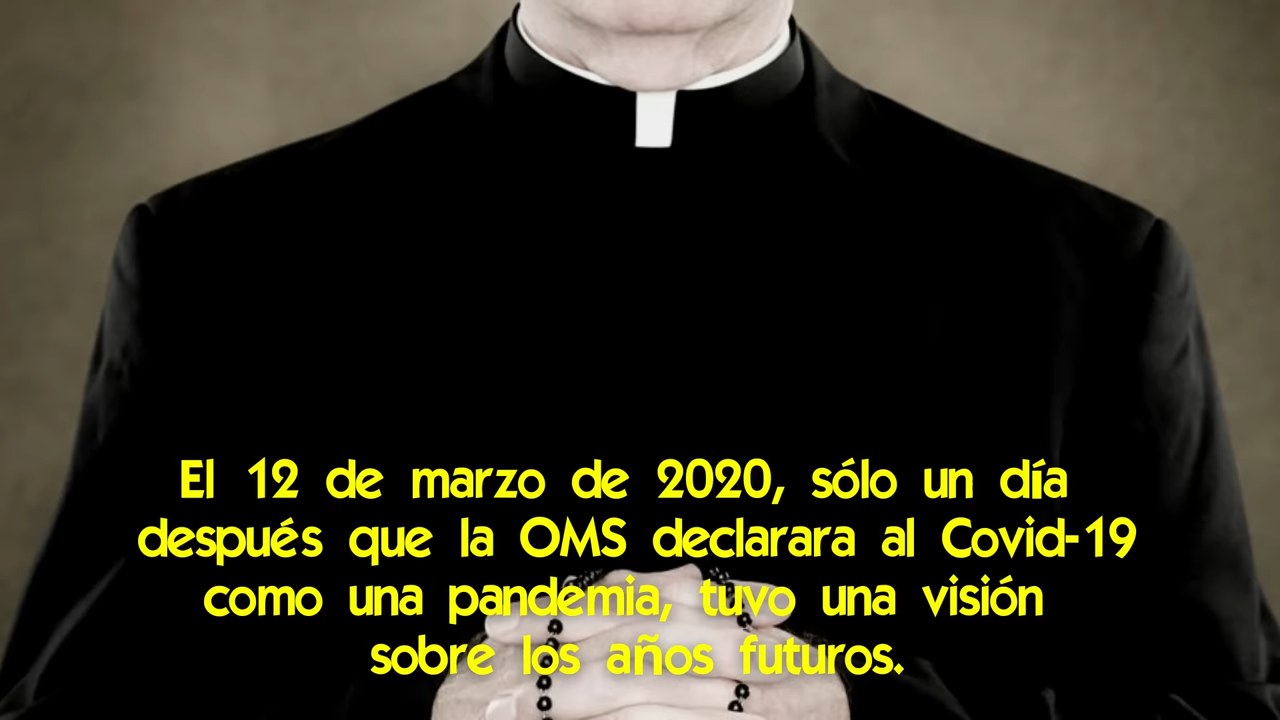 El 12 de marzo de 2020, sólo un día
después que la OMS declarara al Covid-19
como una pandemia, tuvo una visión
sobre los años futuros.